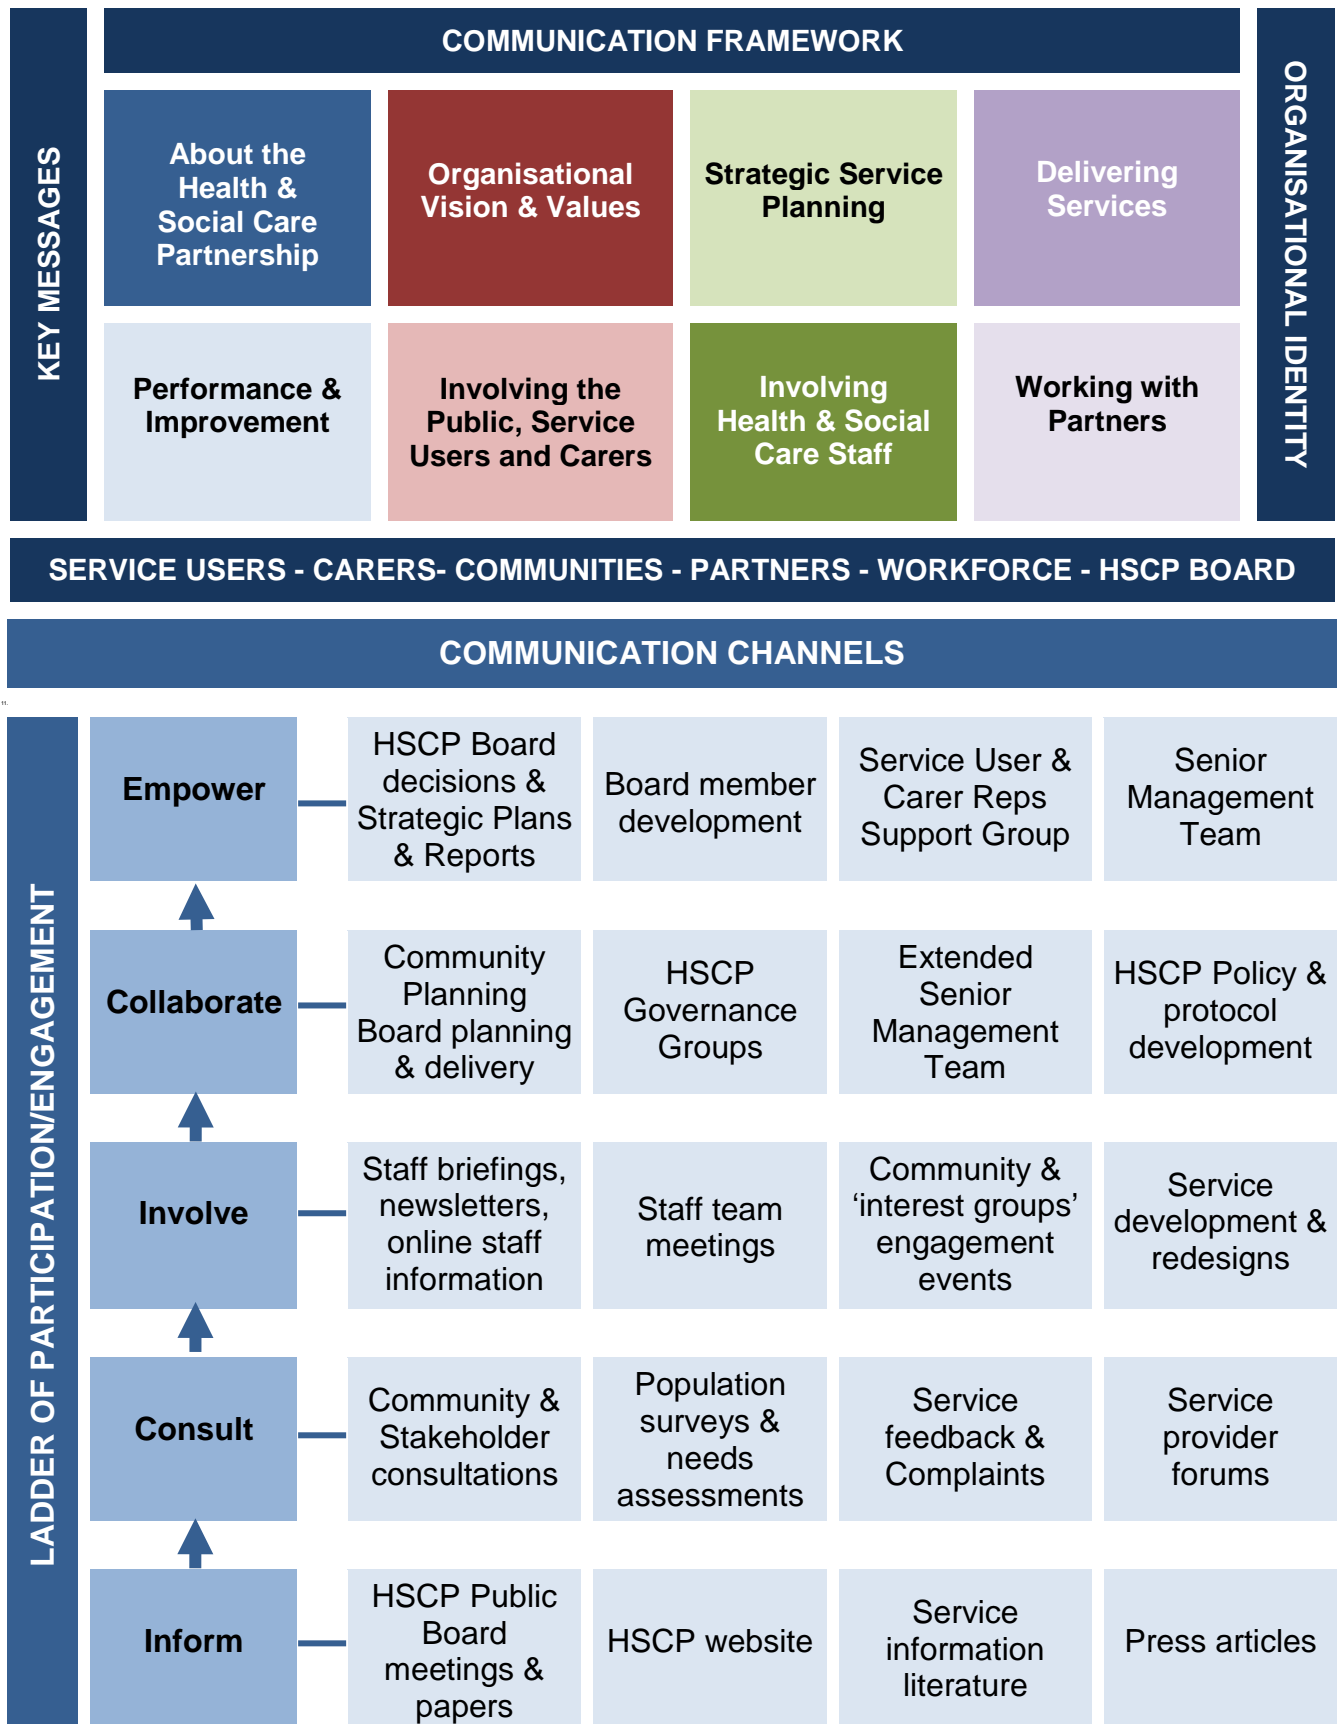 COMMUNICATION FRAMEWORK
KEY MESSAGES
ORGANISATIONAL IDENTITY
About the
Health &
Social Care
Partnership
Organisational
Vision & Values
Strategic Service
Planning
Delivering
Services
Performance &
Improvement
Involving the
Public, Service
Users and Carers
Involving
Health & Social
Care Staff
Working with
Partners
SERVICE USERS - CARERS- COMMUNITIES - PARTNERS - WORKFORCE - HSCP BOARD
COMMUNICATION CHANNELS
LADDER OF PARTICIPATION/ENGAGEMENT
Empower
HSCP Board
decisions &
Strategic Plans
& Reports
Board member
development
Service User &
Carer Reps
Support Group
Senior
Management
Team
Collaborate
Community
Planning
Board planning
& delivery
HSCP
Governance
Groups
Extended
Senior
Management
Team
HSCP Policy &
protocol
development
Involve
Staff briefings,
newsletters,
online staff
information
Staff team
meetings
Community &
‘interest groups’
engagement
events
Service
development &
redesigns
Consult
Community &
Stakeholder
consultations
Population
surveys &
needs
assessments
Service
feedback &
Complaints
Service
provider
forums
Inform
HSCP Public
Board
meetings &
papers
HSCP website
Service
information
literature
Press articles